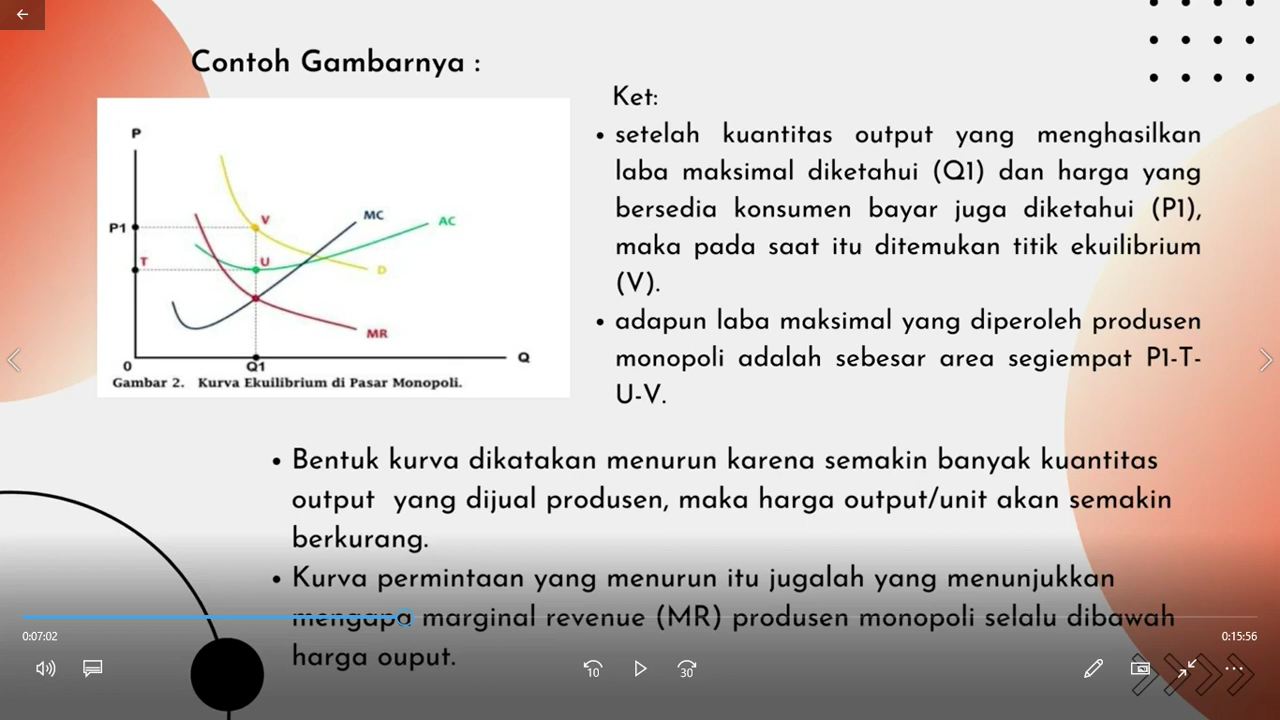 Contoh Gambarnya :
P
P1
T
V
U
MC
AC
D
MR
0
Q1
Q
Gambar 2. Kurva Ekuilibrium di Pasar Monopoli.
Ket:
• setelah kuantitas output yang menghasilkan
laba maksimal diketahui (Q1) dan harga yang
bersedia konsumen bayar juga diketahui (P1),
maka pada saat itu ditemukan titik ekuilibrium
(V).
• adapun laba maksimal yang diperoleh produsen
monopoli adalah sebesar area segiempat P1-T-
U-V.
• Bentuk kurva dikatakan menurun karena semakin banyak kuantitas
output yang dijual produsen, maka harga output/unit akan semakin
berkurang.
• Kurva permintaan yang menurun itu jugalah yang menunjukkan
mengapa marginal revenue (MR) produsen monopoli selalu dibawah
harga ouput.
0:07:02
0:15:56
10
30